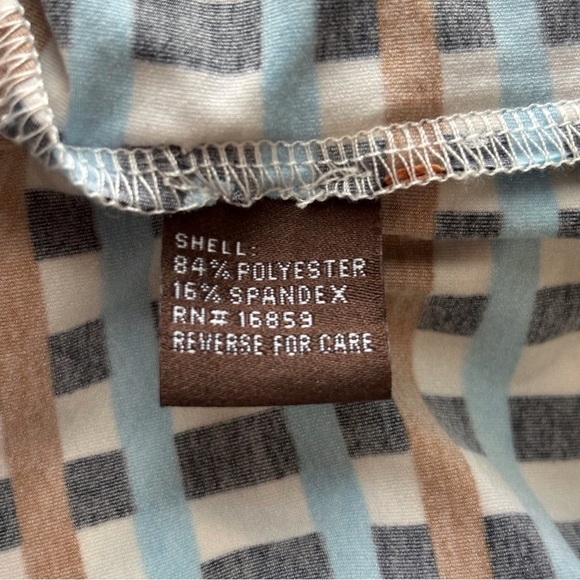 SHELL:
84% POLYESTER
16% SPANDEX
RN# 16859
REVERSE FOR CARE